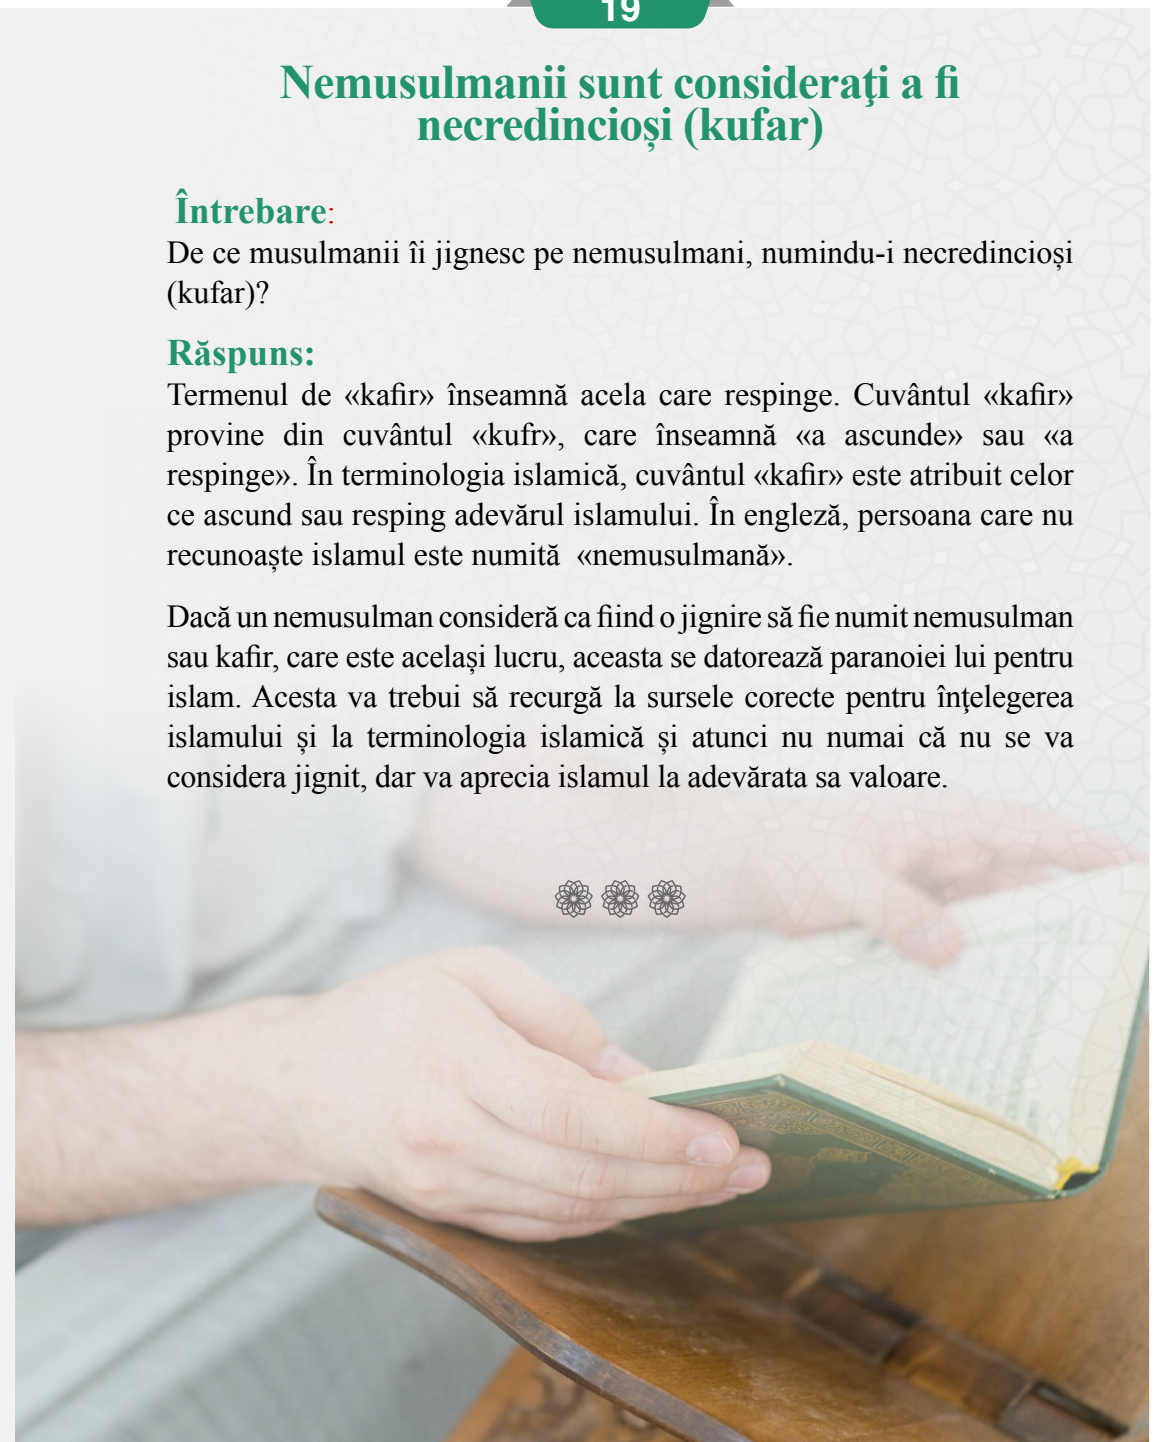 19
Nemusulmanii sunt consideraţi a fi
necredincioși (kufar)
Întrebare:
De ce musulmanii îi jignesc pe nemusulmani, numindu-i necredincioși
(kufar)?
Răspuns:
Termenul de «kafir» înseamnă acela care respinge. Cuvântul «kafir»
provine din cuvântul «kufr», care înseamnă «a ascunde» sau «a
respinge». În terminologia islamică, cuvântul «kafir» este atribuit celor
ce ascund sau resping adevărul islamului. În engleză, persoana care nu
recunoaște islamul este numită «nemusulmană».
Dacă un nemusulman consideră ca fiind o jignire să fie numit nemusulman
sau kafir, care este același lucru, aceasta se datorează paranoiei lui pentru
islam. Acesta va trebui să recurgă la sursele corecte pentru înţelegerea
islamului și la terminologia islamică și atunci nu numai că nu se va
considera jignit, dar va aprecia islamul la adevărata sa valoare.